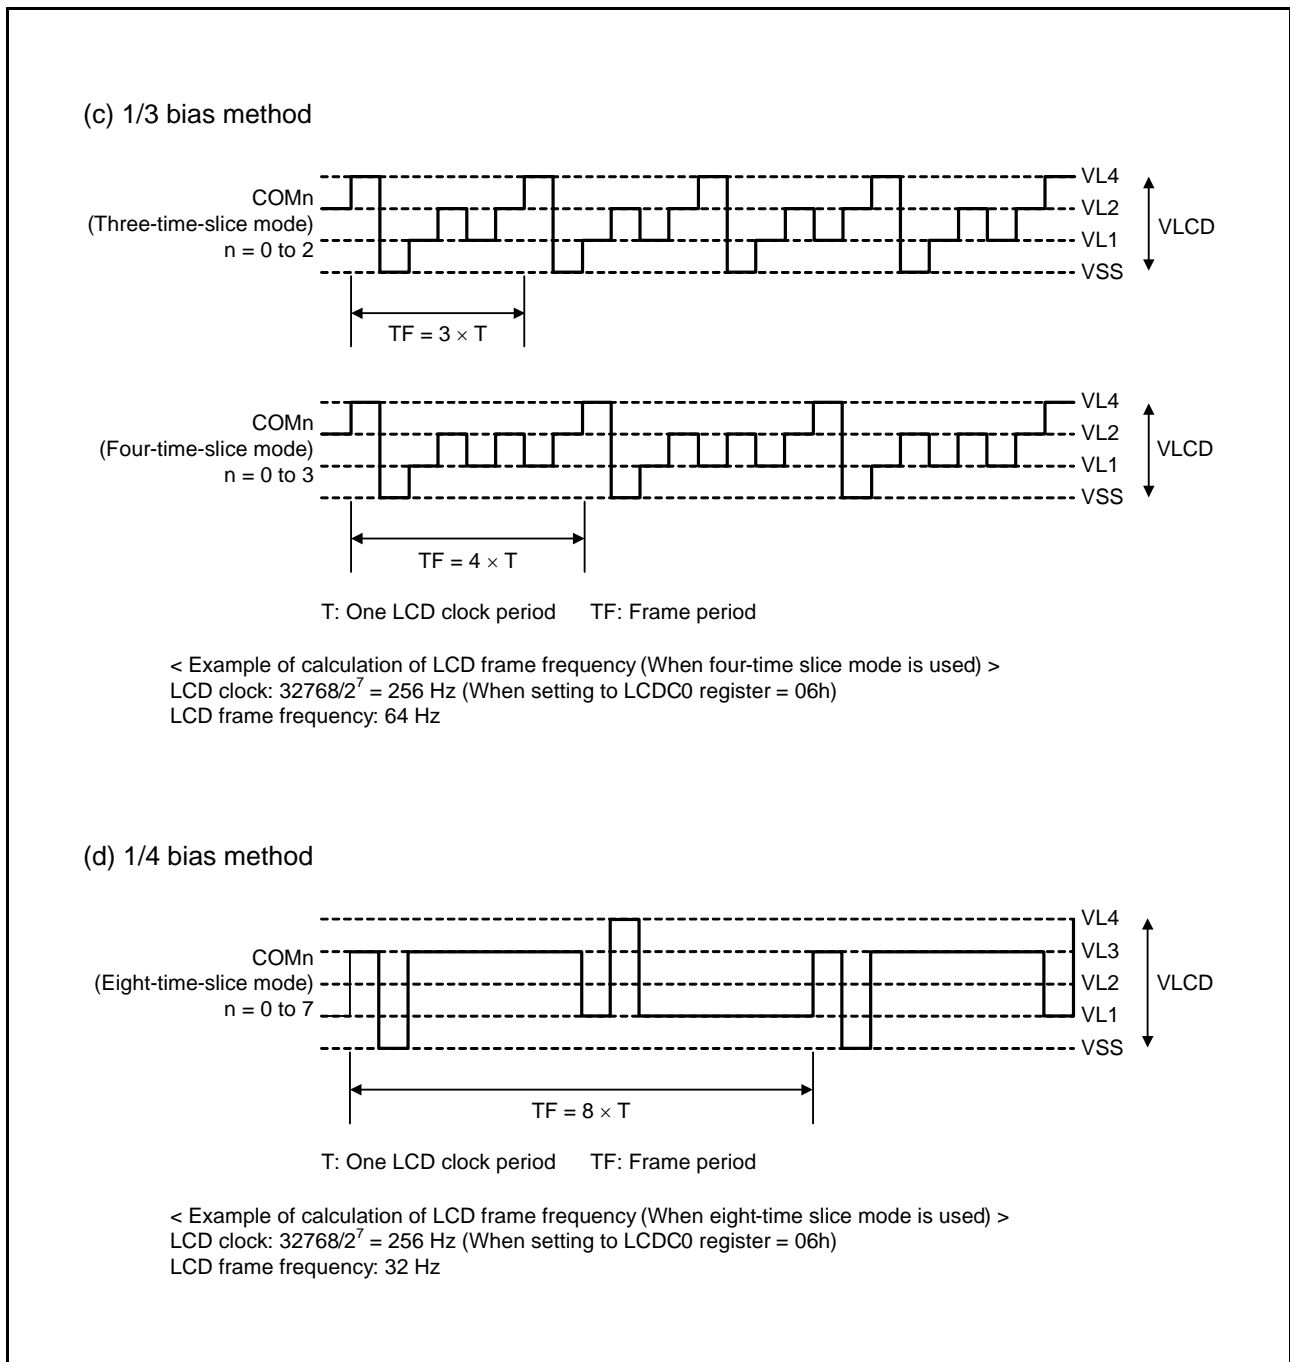 (c) 1/3 bias method
COMn
(Three-time-slice mode)
n = 0 to 2
VL4
VL2
VL1
VSS
VLCD
TF = 3 × T
COMn
(Four-time-slice mode)
n = 0 to 3
VL4
VL2
VL1
VSS
VLCD
TF = 4 × T
T: One LCD clock period TF: Frame period
< Example of calculation of LCD frame frequency (When four-time slice mode is used) >
LCD clock: 32768/2⁷ = 256 Hz (When setting to LCDC0 register = 06h)
LCD frame frequency: 64 Hz
(d) 1/4 bias method
COMn
(Eight-time-slice mode)
n = 0 to 7
VL4
VL3
VL2
VL1
VSS
VLCD
TF = 8 × T
T: One LCD clock period TF: Frame period
< Example of calculation of LCD frame frequency (When eight-time slice mode is used) >
LCD clock: 32768/2⁷ = 256 Hz (When setting to LCDC0 register = 06h)
LCD frame frequency: 32 Hz